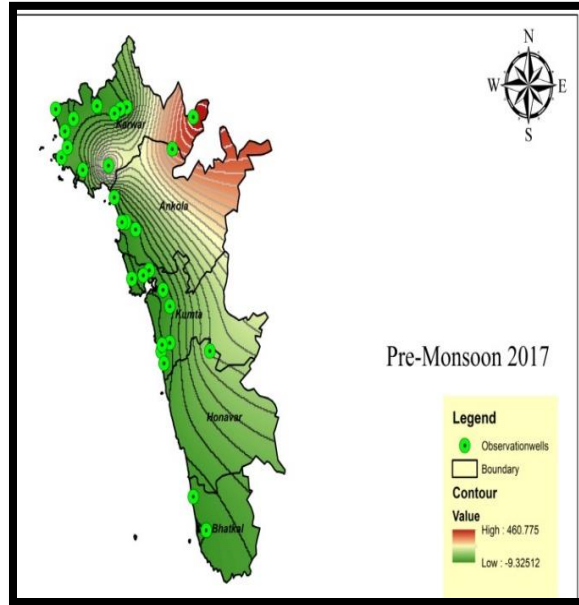 N
W E
S
Karwar
Ankola
Kumta
Honavar
Bhatkal
Pre-Monsoon 2017
Legend
Observationwells
Boundary
Contour
Value
High : 460.775
Low : -9.32512